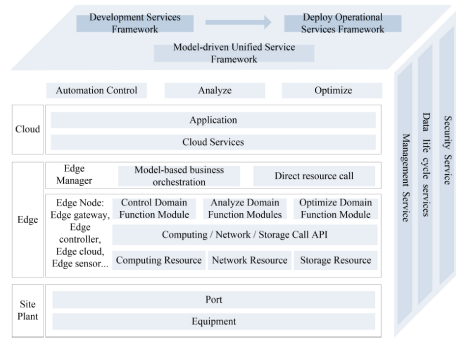 Development Services
Framework
Deploy Operational
Services Framework
Model-driven Unified Service
Framework
Automation Control
Analyze
Optimize
Cloud
Application
Cloud Services
Edge
Edge
Manager
Model-based business
orchestration
Direct resource call
Edge Node:
Edge gateway,
Edge
controller,
Edge cloud,
Edge sensor...
Control Domain
Function Module
Analyze Domain
Function Modules
Optimize Domain
Function Module
Computing / Network / Storage Call API
Computing Resource
Network Resource
Storage Resource
Site
Plant
Port
Equipment
Management Service
Data life cycle services
Security Service